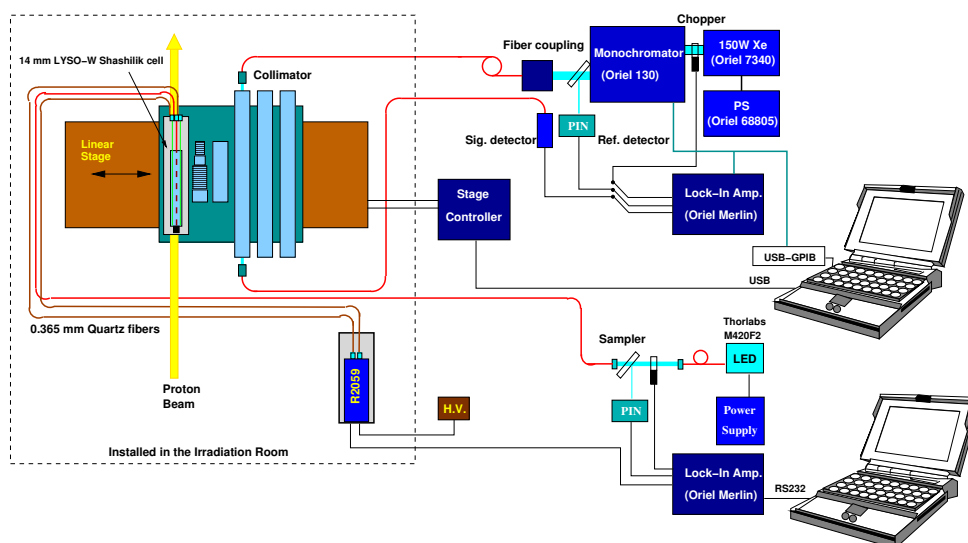 Chopper
Fiber coupling
Monochromator
(Oriel 130)
150W Xe
(Oriel 7340)
14 mm LYSO-W Shashilik cell
Collimator
PS
(Oriel 68805)
PIN
Linear
Stage
Sig. detector
Ref. detector
Stage
Controller
Lock-In Amp.
(Oriel Merlin)
USB-GPIB
USB
0.365 mm Quartz fibers
Thorlabs
M420F2
Sampler
LED
Proton
Beam
R2059
H.V.
PIN
Power
Supply
Installed in the Irradiation Room
Lock-In Amp.
(Oriel Merlin)
RS232